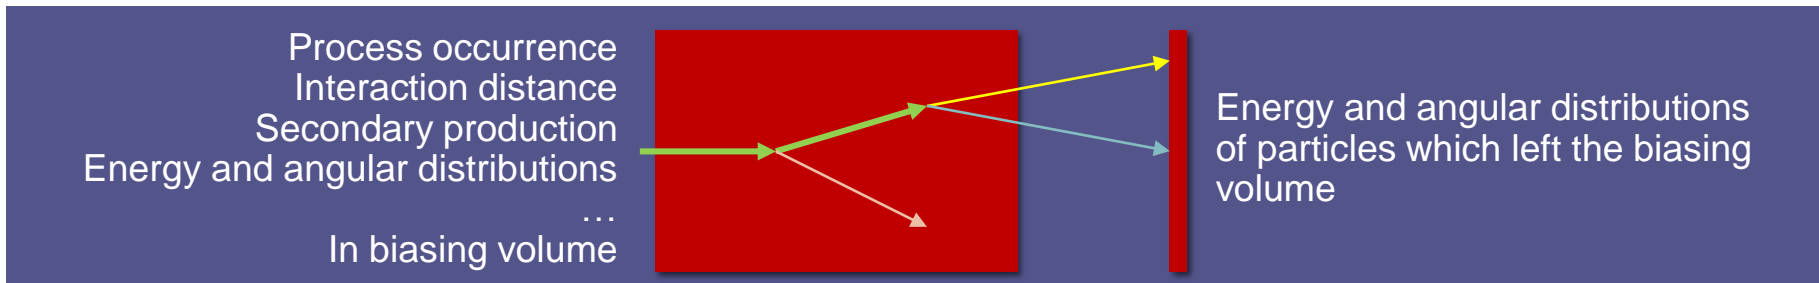 Process occurrence
Interaction distance
Secondary production
Energy and angular distributions
…
In biasing volume
Energy and angular distributions
of particles which left the biasing
volume